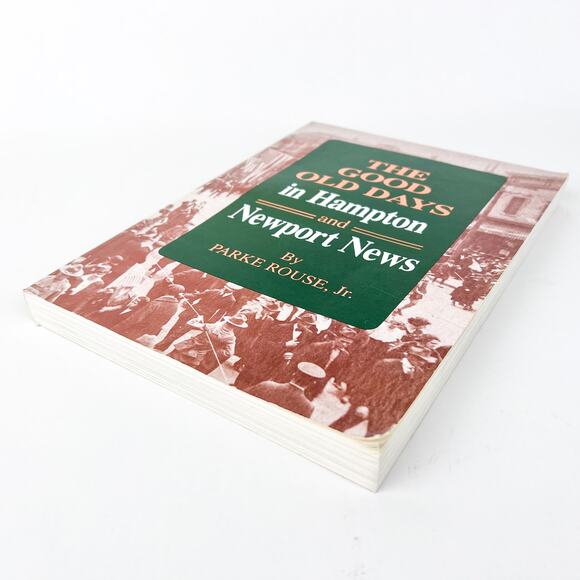 THE
GOOD
OLD DAYS
in Hampton
and
Newport News
By
PARKE ROUSE, Jr.